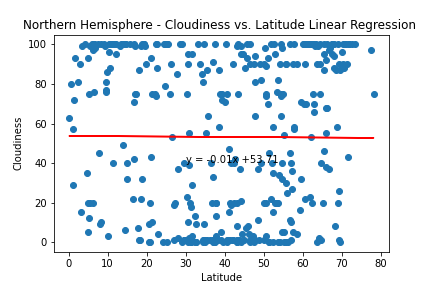 Northern Hemisphere - Cloudiness vs. Latitude Linear Regression
100
80
60
40
20
0
Cloudiness
y = -0.01x +53.71
0 10 20 30 40 50 60 70 80
Latitude